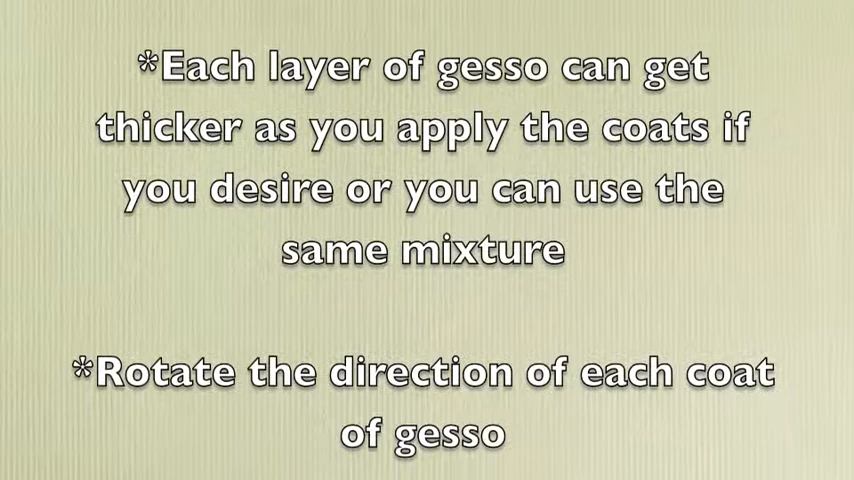 *Each layer of gesso can get
thicker as you apply the coats if
you desire or you can use the
same mixture
*Rotate the direction of each coat
of gesso